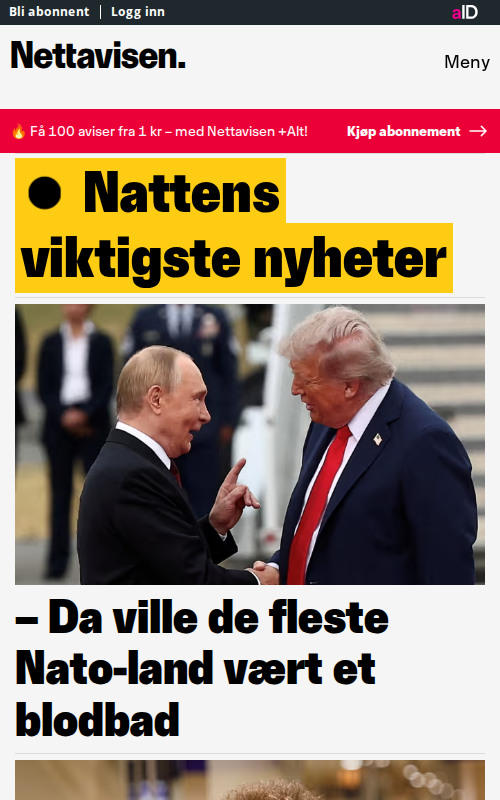 Bli abonnent | Logg inn
aID
Nettavisen.
Meny
🔥 Få 100 aviser fra 1 kr – med Nettavisen +Alt!
Kjøp abonnement →
● Nattens
viktigste nyheter
– Da ville de fleste
Nato-land vært et
blodbad